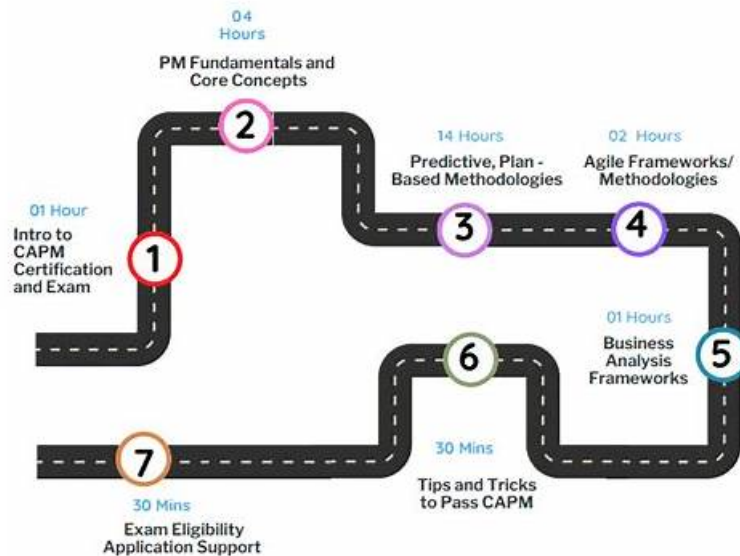 04
Hours
PM Fundamentals and
Core Concepts
2
01 Hour
Intro to
CAPM
Certification
and Exam
1
14 Hours
Predictive, Plan -
Based Methodologies
3
02 Hours
Agile Frameworks/
Methodologies
4
01 Hours
Business
Analysis
Frameworks
5
6
30 Mins
Tips and Tricks
to Pass CAPM
7
30 Mins
Exam Eligibility
Application Support